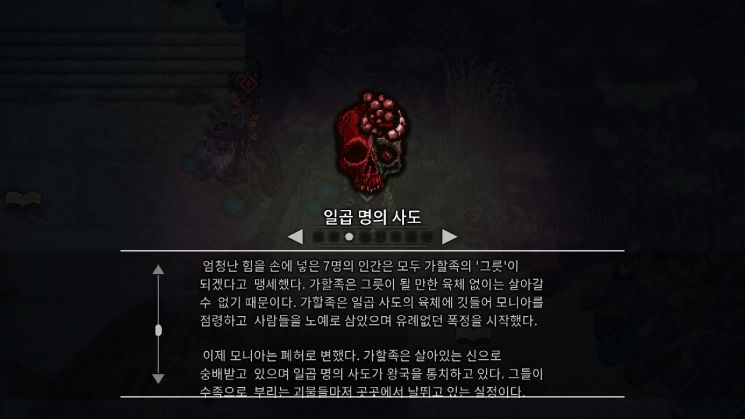 일곱 명의 사도
엄청난 힘을 손에 넣은 7명의 인간은 모두 가할족의 '그릇'이
되겠다고 맹세했다. 가할족은 그릇이 될 만한 육체 없이는 살아갈
수 없기 때문이다. 가할족은 일곱 사도의 육체에 깃들어 모니아를
점령하고 사람들을 노예로 삼았으며 유례없던 폭정을 시작했다.
이제 모니아는 폐허로 변했다. 가할족은 살아있는 신으로
숭배받고 있으며 일곱 명의 사도가 왕국을 통치하고 있다. 그들이
수족으로 부리는 괴물들마저 곳곳에서 날뛰고 있는 실정이다.